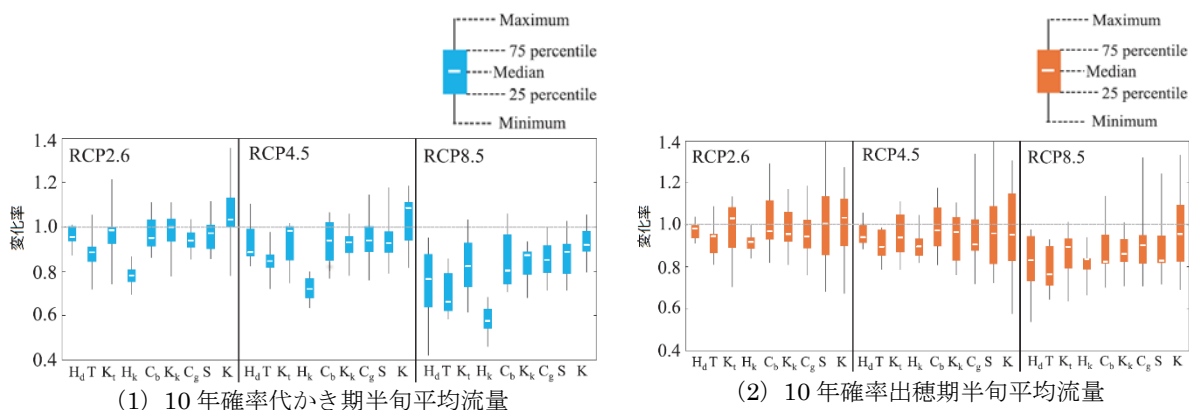 Maximum
75 percentile
Median
25 percentile
Minimum
1.4
1.2
1.0
0.8
0.6
0.4
変化率
RCP2.6
RCP4.5
RCP8.5
Hd T Kt Hk Cb Kk Cg S K Hd T Kt Hk Cb Kk Cg S K Hd T Kt Hk Cb Kk Cg S K
(1) 10 年確率代かき期半旬平均流量
Maximum
75 percentile
Median
25 percentile
Minimum
1.4
1.2
1.0
0.8
0.6
0.4
変化率
RCP2.6
RCP4.5
RCP8.5
Hd T Kt Hk Cb Kk Cg S K Hd T Kt Hk Cb Kk Cg S K Hd T Kt Hk Cb Kk Cg S K
(2) 10 年確率出穂期半旬平均流量